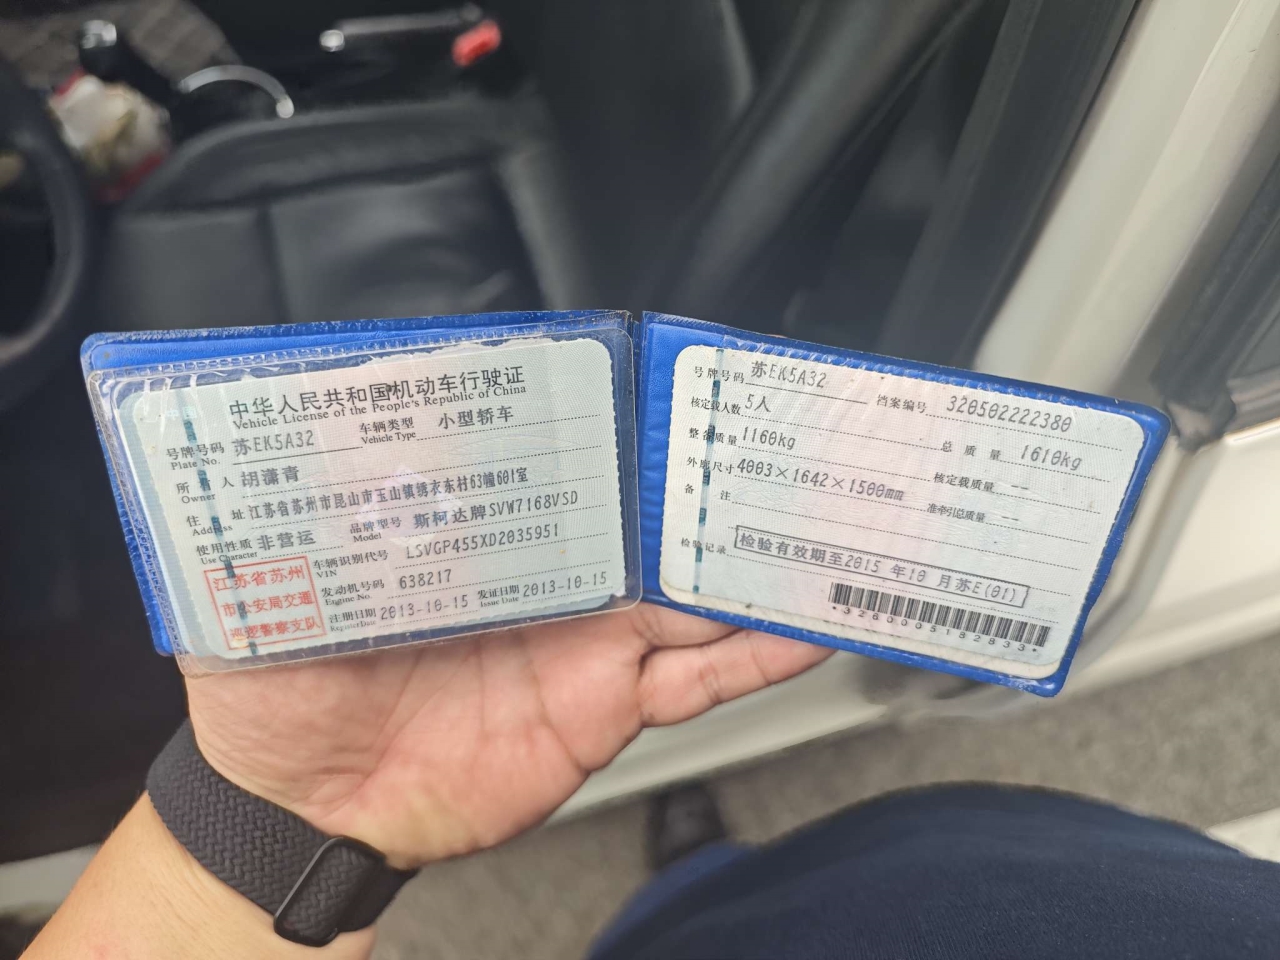 中华人民共和国机动车行驶证
Vehicle License of the People's Republic of China
号牌号码 苏EK5A32 车辆类型 小型轿车
Plate No. Vehicle Type
所有人 胡潇青
Owner
住址 江苏省苏州市昆山市玉山镇绣衣东村63幢601室
Address
使用性质 非营运 品牌型号 斯柯达牌SVW7168VSD
Use Character Model
江苏省苏州
市公安局交通
巡逻警察支队
车辆识别代号 LSVGP455XD2035951
VIN
发动机号码 638217
Engine No.
注册日期 2013-10-15 发证日期 2013-10-15
Register Date Issue Date
号牌号码 苏EK5A32 档案编号 320502222380
核定载人数 5人 总质量 1610kg
整备质量 1160kg 核定载质量 --
外廓尺寸 4003×1642×1500mm 准牵引总质量 --
备注
检验记录 检验有效期至2015年10月苏E(01)
*3260005182833*